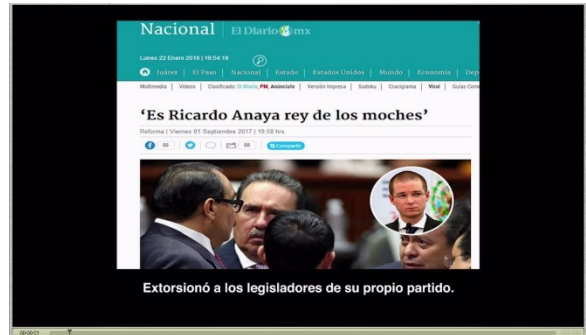 Nacional | El Diario mx
Lunes 22 Enero 2018 | 18:54:19
Juárez | El Paso | Nacional | Estado | Estados Unidos | Mundo | Economía | Dep
Multimedia | Videos | Clasificado: El Diario, PM, Anúnciate | Versión Impresa | Sudoku | Crucigrama | Viral | Guías Com
‘Es Ricardo Anaya rey de los moches’
Reforma | Viernes 01 Septiembre 2017 | 19:58 hrs
66 66 Compartir
Extorsionó a los legisladores de su propio partido.